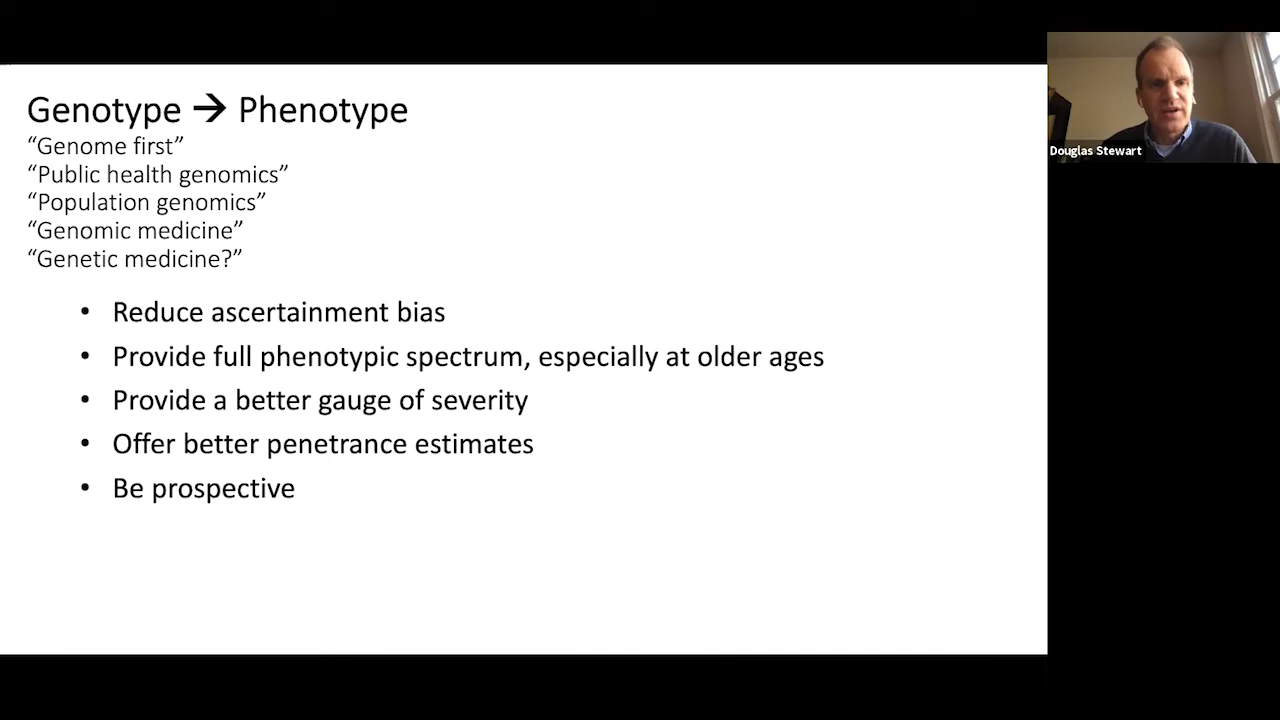 Genotype → Phenotype
“Genome first”
“Public health genomics”
“Population genomics”
“Genomic medicine”
“Genetic medicine?”
• Reduce ascertainment bias
• Provide full phenotypic spectrum, especially at older ages
• Provide a better gauge of severity
• Offer better penetrance estimates
• Be prospective
Douglas Stewart